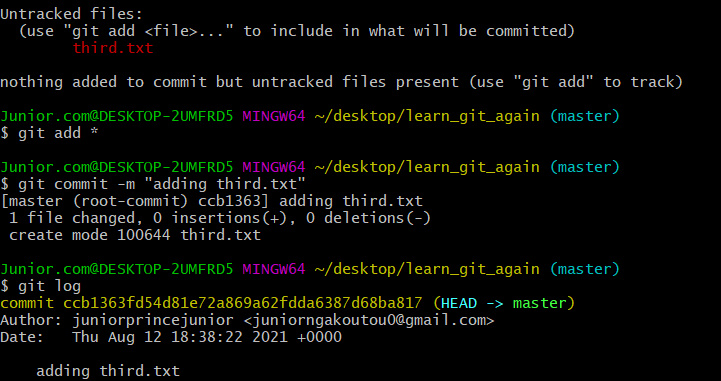 Untracked files:
  (use "git add <file>..." to include in what will be committed)
        third.txt
nothing added to commit but untracked files present (use "git add" to track)
Junior.com@DESKTOP-2UMFRD5 MINGW64 ~/desktop/learn_git_again (master)
$ git add *
Junior.com@DESKTOP-2UMFRD5 MINGW64 ~/desktop/learn_git_again (master)
$ git commit -m "adding third.txt"
[master (root-commit) ccb1363] adding third.txt
 1 file changed, 0 insertions(+), 0 deletions(-)
 create mode 100644 third.txt
Junior.com@DESKTOP-2UMFRD5 MINGW64 ~/desktop/learn_git_again (master)
$ git log
commit ccb1363fd54d81e72a869a62fdda6387d68ba817 (HEAD -> master)
Author: juniorprincejunior <juniorngakoutou0@gmail.com>
Date:   Thu Aug 12 18:38:22 2021 +0000
    adding third.txt